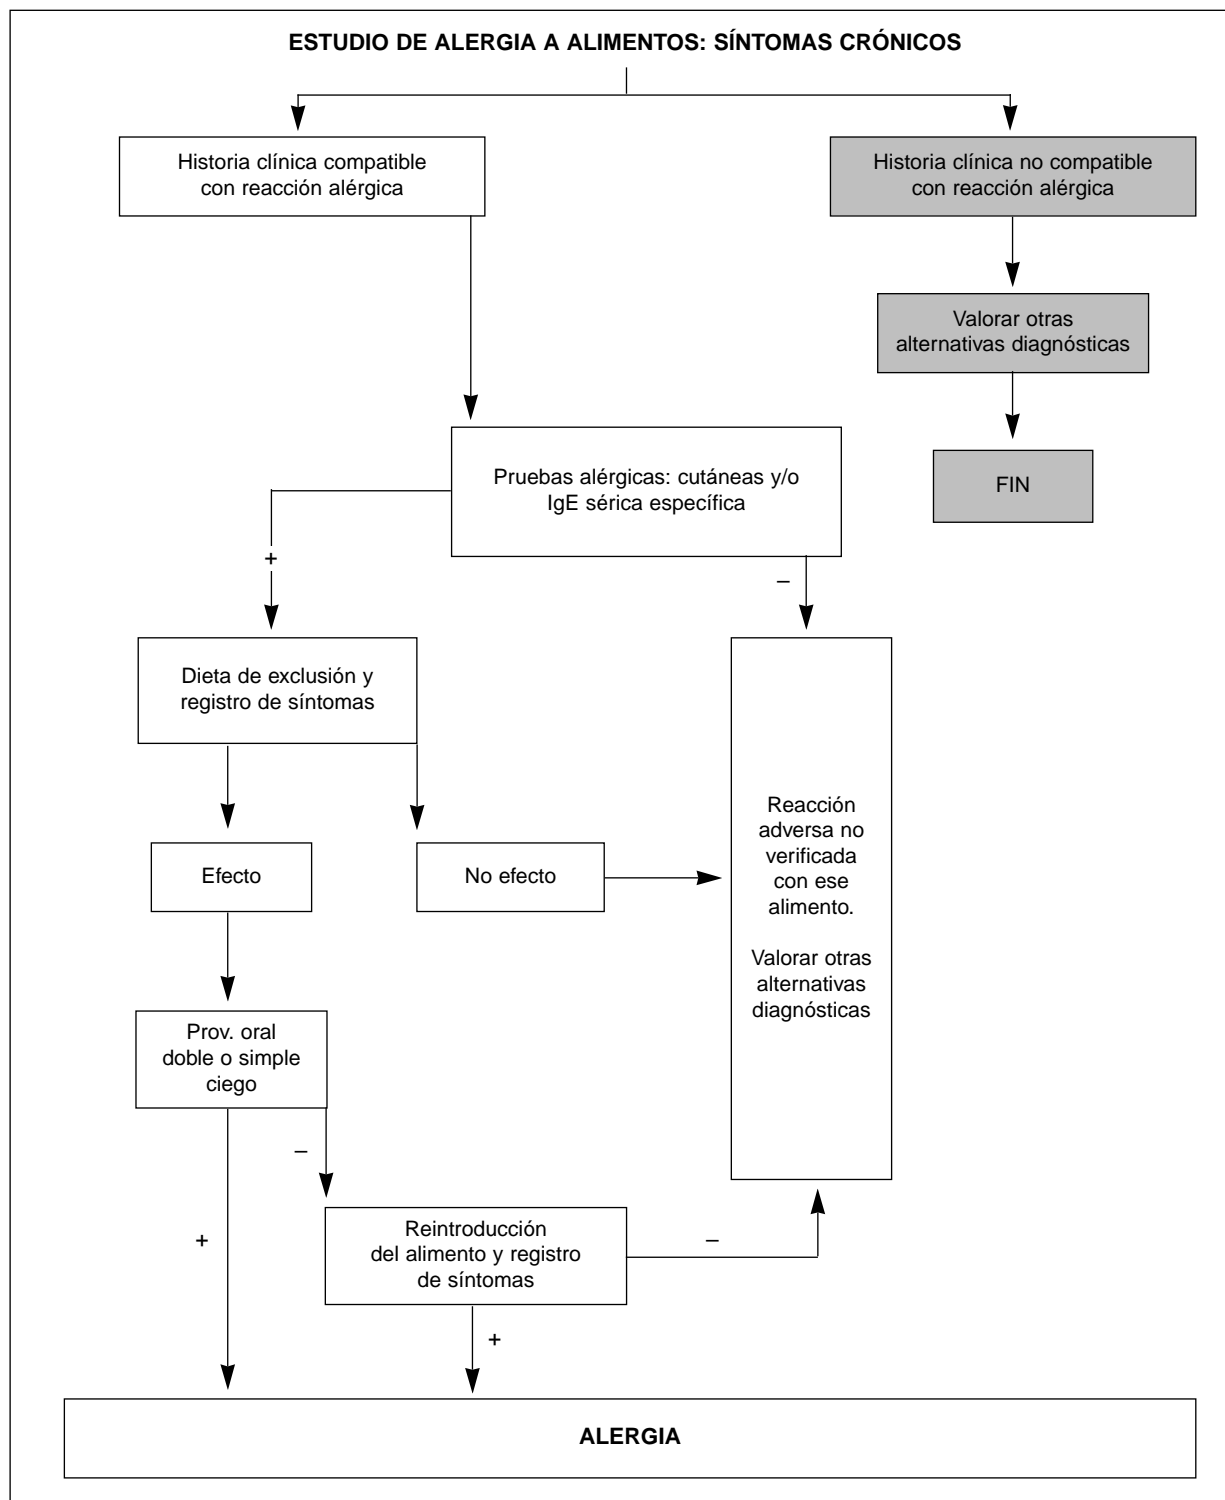 ESTUDIO DE ALERGIA A ALIMENTOS: SÍNTOMAS CRÓNICOS
Historia clínica compatible
con reacción alérgica
Historia clínica no compatible
con reacción alérgica
Valorar otras
alternativas diagnósticas
FIN
Pruebas alérgicas: cutáneas y/o
IgE sérica específica
+
–
Dieta de exclusión y
registro de síntomas
Efecto
No efecto
Reacción
adversa no
verificada
con ese
alimento.
Valorar otras
alternativas
diagnósticas
Prov. oral
doble o simple
ciego
–
+
Reintroducción
del alimento y registro
de síntomas
–
+
ALERGIA